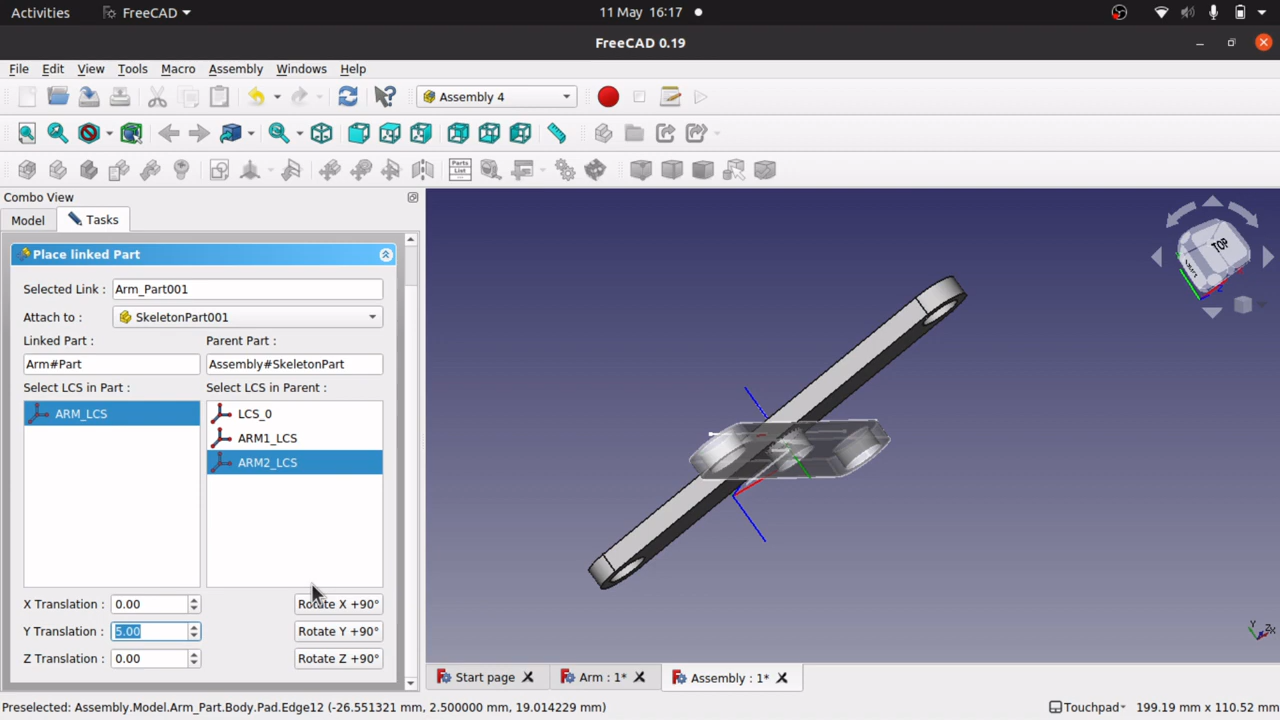 Activities FreeCAD 11 May 16:17
FreeCAD 0.19
File Edit View Tools Macro Assembly Windows Help
Assembly 4
Parts List
Combo View
Model Tasks
TOP
Place linked Part
Selected Link : Arm_Part001
Attach to : SkeletonPart001
Linked Part : Parent Part :
Arm#Part Assembly#SkeletonPart
Select LCS in Part : Select LCS in Parent :
ARM_LCS LCS_0
ARM1_LCS
ARM2_LCS
X Translation : 0.00 Rotate X +90°
Y Translation : 5.00 Rotate Y +90°
Z Translation : 0.00 Rotate Z +90°
Y Z X
Start page Arm : 1* Assembly : 1*
Preselected: Assembly.Model.Arm_Part.Body.Pad.Edge12 (-26.551321 mm, 2.500000 mm, 19.014229 mm) Touchpad 199.19 mm x 110.52 mm